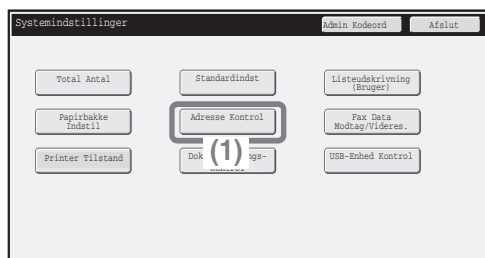 Systemindstillinger
Admin Kodeord
Afslut
Total Antal
Standardindst
Listeudskrivning
(Bruger)
Papirbakke
Indstil
Adresse Kontrol
Fax Data
Modtag/Videres.
Printer Tilstand
(1)
USB-Enhed Kontrol